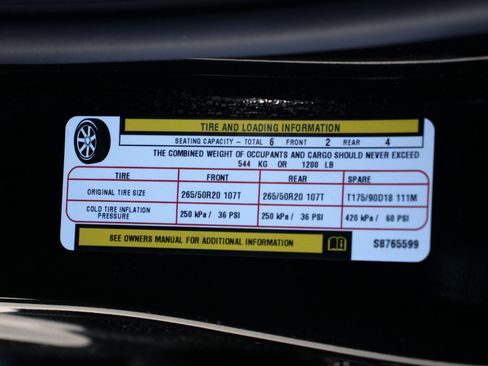 TIRE AND LOADING INFORMATION
SEATING CAPACITY - TOTAL 6 FRONT 2 REAR 4
THE COMBINED WEIGHT OF OCCUPANTS AND CARGO SHOULD NEVER EXCEED
544 KG OR 1200 LB
TIRE FRONT REAR SPARE
ORIGINAL TIRE SIZE 265/50R20 107T 265/50R20 107T T175/90D18 111M
COLD TIRE INFLATION PRESSURE 250 kPa / 36 PSI 250 kPa / 36 PSI 420 kPa / 60 PSI
SEE OWNERS MANUAL FOR ADDITIONAL INFORMATION S8765599